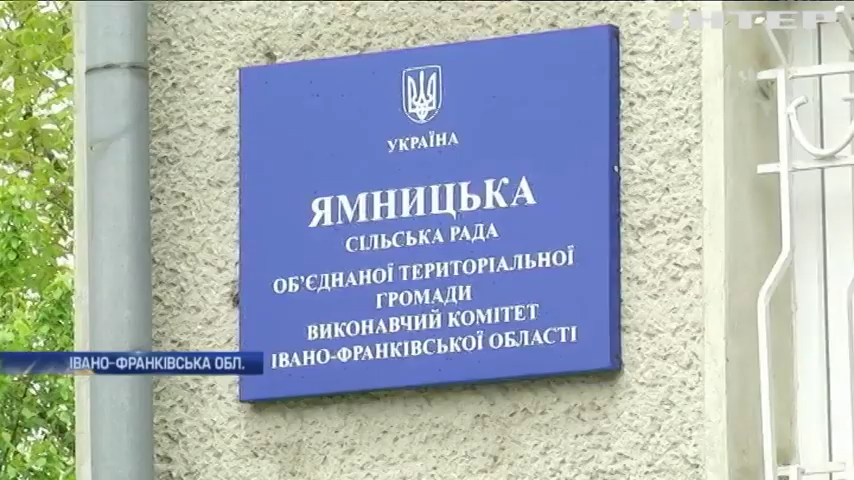 ІНТЕР
УКРАЇНА
ЯМНИЦЬКА
СІЛЬСЬКА РАДА
ОБ'ЄДНАНОЇ ТЕРИТОРІАЛЬНОЇ
ГРОМАДИ
ВИКОНАВЧИЙ КОМІТЕТ
ІВАНО-ФРАНКІВСЬКОЇ ОБЛАСТІ
ІВАНО-ФРАНКІВСЬКА ОБЛ.